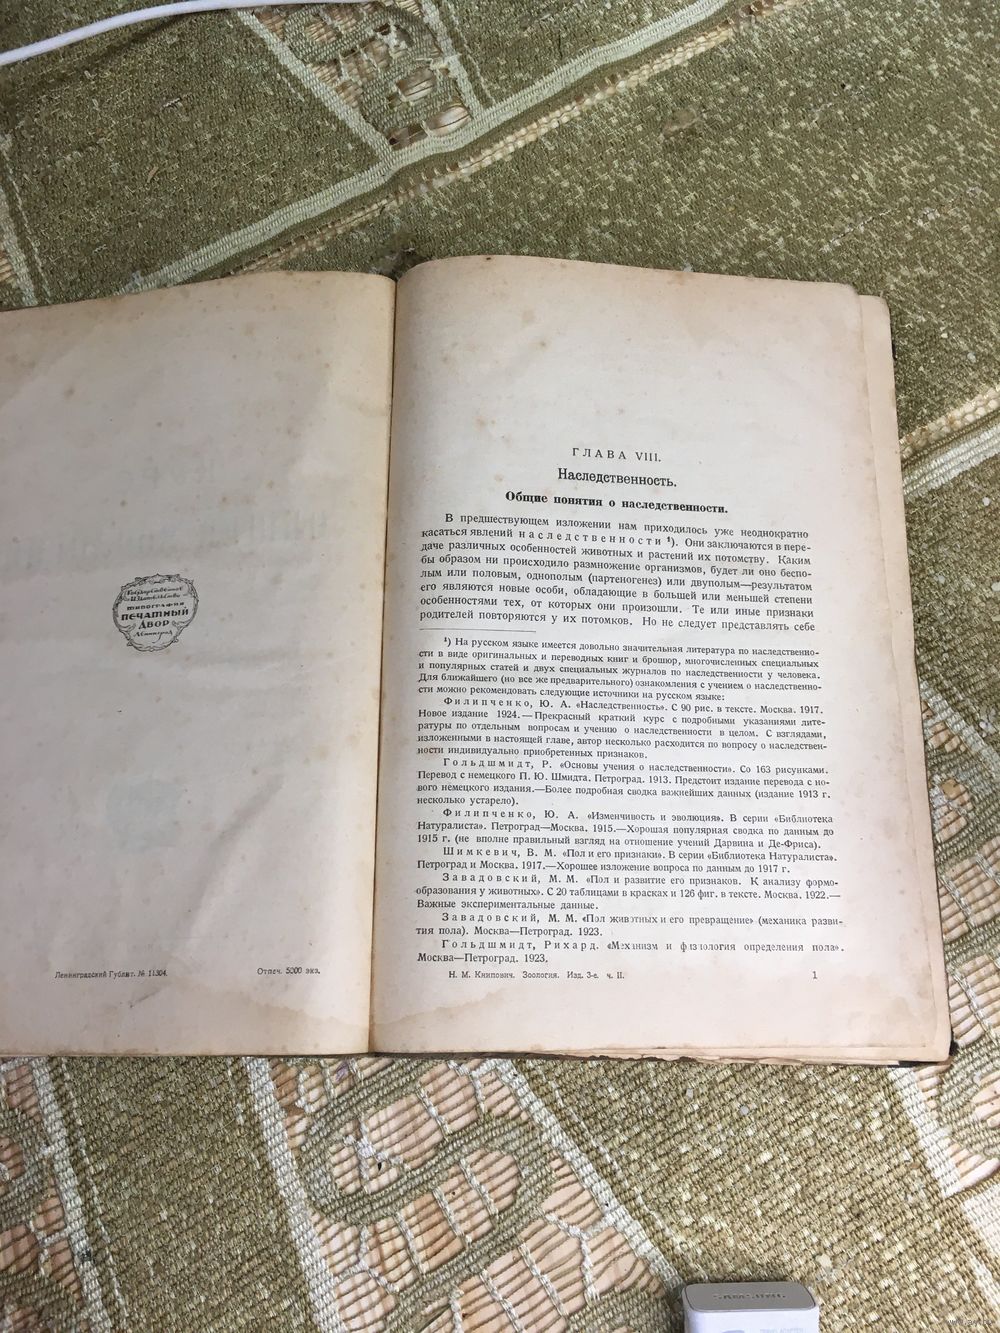 Государственное
Издательство
ТИПОГРАФИЯ
ПЕЧАТНЫЙ
ДВОР
Ленинград
Ленинградский Гублит. № 11304.
Отпеч. 5000 экз.
ГЛАВА VIII.
Наследственность.
Общие понятия о наследственности.
В предшествующем изложении нам приходилось уже неоднократно
касаться явлений наследственности ¹). Они заключаются в пере-
даче различных особенностей животных и растений их потомству. Каким
бы образом ни происходило размножение организмов, будет ли оно беспо-
лым или половым, однополым (партеногенез) или двуполым—результатом
его являются новые особи, обладающие в большей или меньшей степени
особенностями тех, от которых они произошли. Те или иные признаки
родителей повторяются у их потомков. Но не следует представлять себе
¹) На русском языке имеется довольно значительная литература по наследственно-
сти в виде оригинальных и переводных книг и брошюр, многочисленных специальных
и популярных статей и двух специальных журналов по наследственности у человека.
Для ближайшего (но все же предварительного) ознакомления с учением о наследственно-
сти можно рекомендовать следующие источники на русском языке:
Филипченко, Ю. А. «Наследственность». С 90 рис. в тексте. Москва. 1917.
Новое издание 1924.—Прекрасный краткий курс с подробными указаниями лите-
ратуры по отдельным вопросам и учению о наследственности в целом. С взглядами,
изложенными в настоящей главе, автор несколько расходится по вопросу о наследствен-
ности индивидуально приобретенных признаков.
Гольдшмидт, Р. «Основы учения о наследственности». Со 163 рисунками.
Перевод с немецкого П. Ю. Шмидта. Петроград. 1913. Предстоит издание перевода с но-
вого немецкого издания.—Более подробная сводка важнейших данных (издание 1913 г.
несколько устарело).
Филипченко, Ю. А. «Изменчивость и эволюция». В серии «Библиотека
Натуралиста». Петроград—Москва. 1915.—Хорошая популярная сводка по данным до
1915 г. (не вполне правильный взгляд на отношение учений Дарвина и Де-Фриса).
Шимкевич, В. М. «Пол и его признаки». В серии «Библиотека Натуралиста».
Петроград и Москва. 1917.—Хорошее изложение вопроса по данным до 1917 г.
Завадовский, М. М. «Пол и развитие его признаков. К анализу формо-
образования у животных». С 20 таблицами в красках и 126 фиг. в тексте. Москва. 1922.—
Важные экспериментальные данные.
Завадовский, М. М. «Пол животных и его превращение» (механика разви-
тия пола). Москва—Петроград. 1923.
Гольдшмидт, Рихард. «Механизм и физиология определения пола».
Москва—Петроград. 1923.
Н. М. Книпович. Зоология. Изд. 3-е. ч. II.
1
SAMSUNG